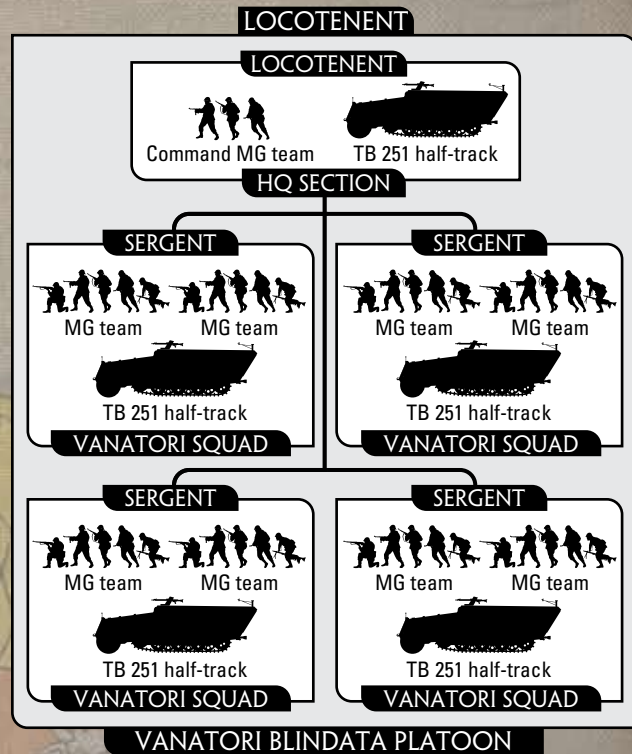 LOCOTENENT
LOCOTENENT
Command MG team TB 251 half-track
HQ SECTION
SERGENT SERGENT
MG team MG team MG team MG team
TB 251 half-track TB 251 half-track
VANATORI SQUAD VANATORI SQUAD
SERGENT SERGENT
MG team MG team MG team MG team
TB 251 half-track TB 251 half-track
VANATORI SQUAD VANATORI SQUAD
VANATORI BLINDATA PLATOON